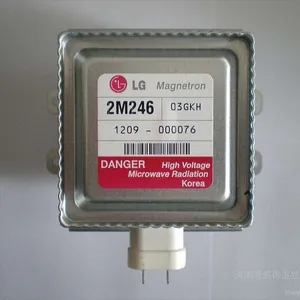 LG Magnetron
2M246 03GKH
1209 - 000076
DANGER High Voltage
Microwave Radiation
Korea